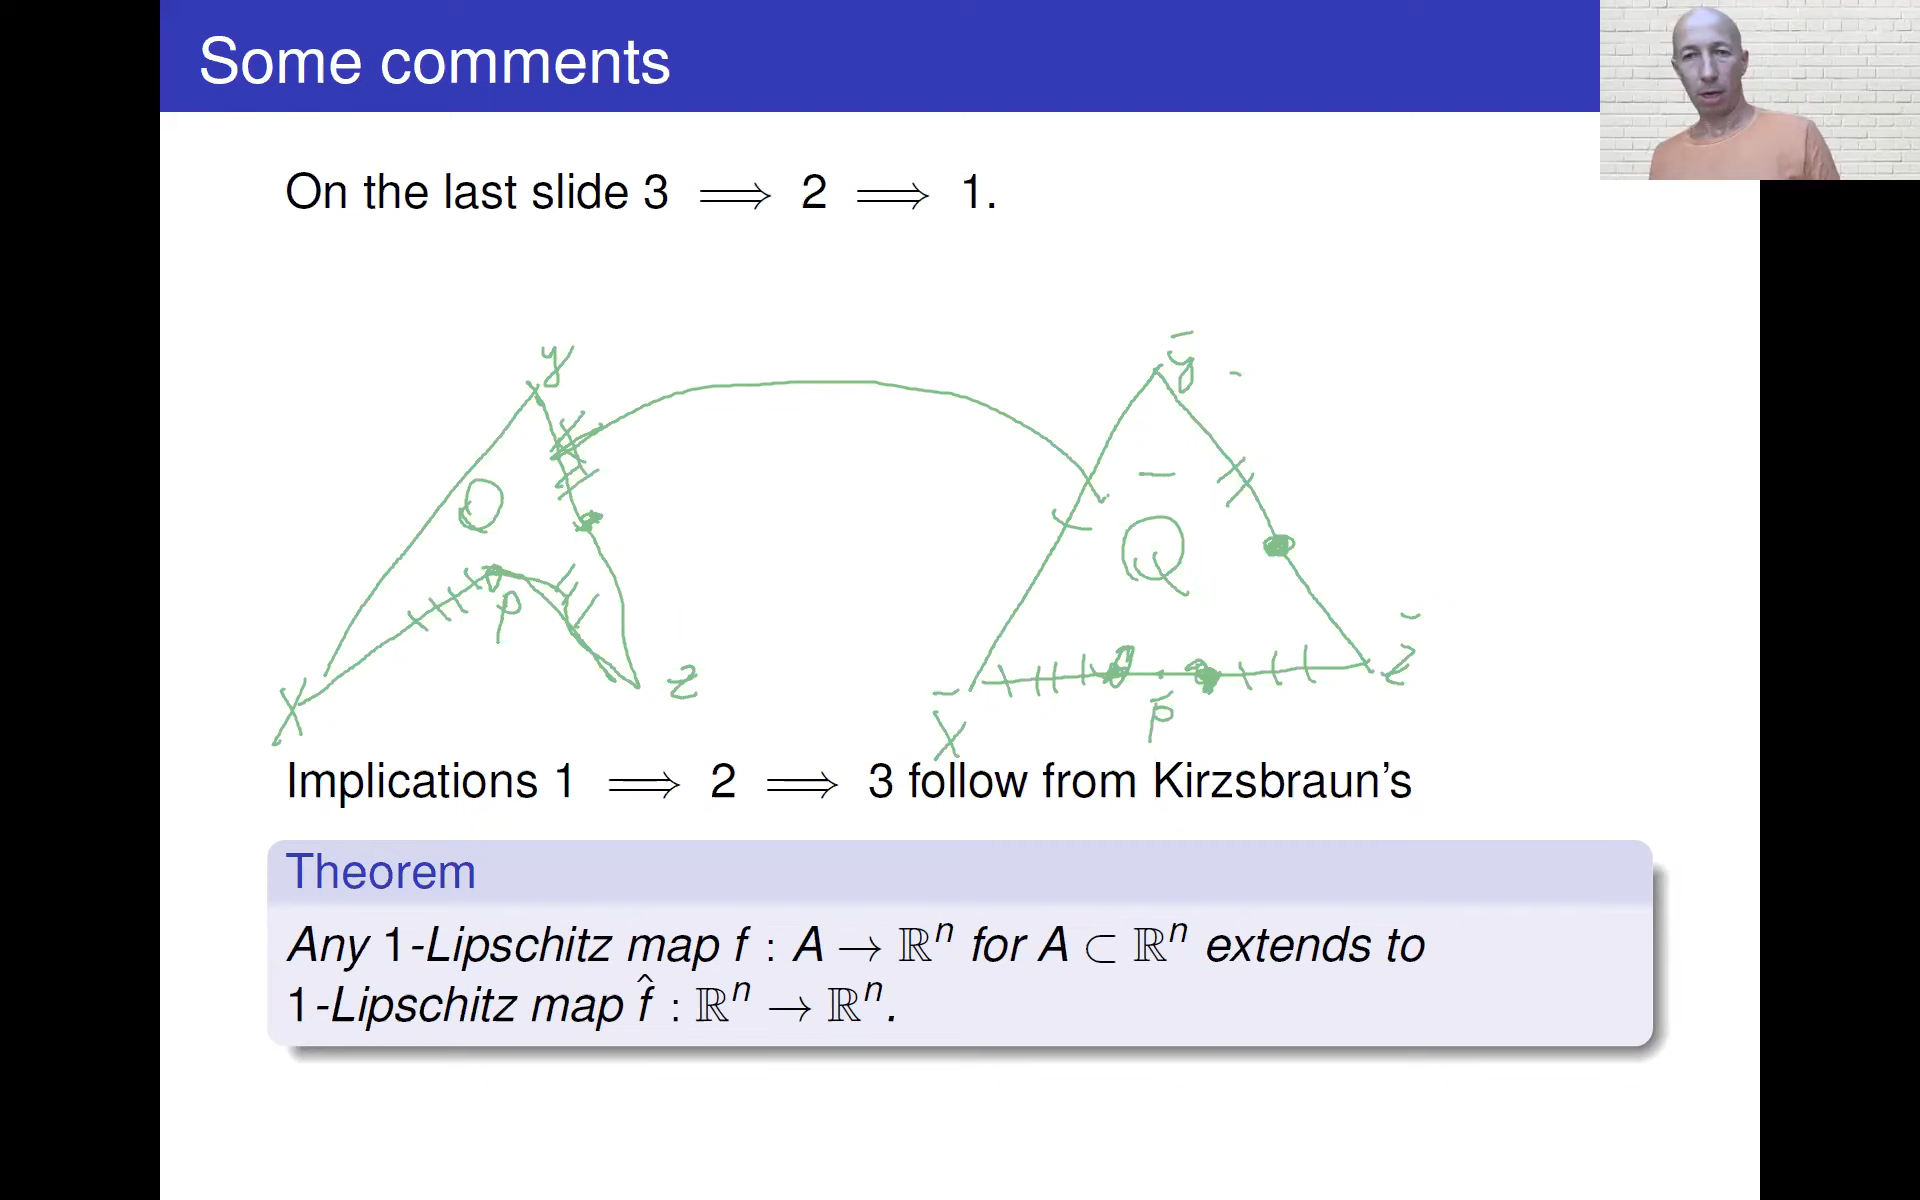 Some comments
On the last slide 3 ⟹ 2 ⟹ 1.
y
ȳ
Q
Q̄
p
z
z̄
x
x̄
p̄
Implications 1 ⟹ 2 ⟹ 3 follow from Kirzsbraun's
Theorem
Any 1-Lipschitz map f : A → ℝⁿ for A ⊂ ℝⁿ extends to
1-Lipschitz map f̂ : ℝⁿ → ℝⁿ.